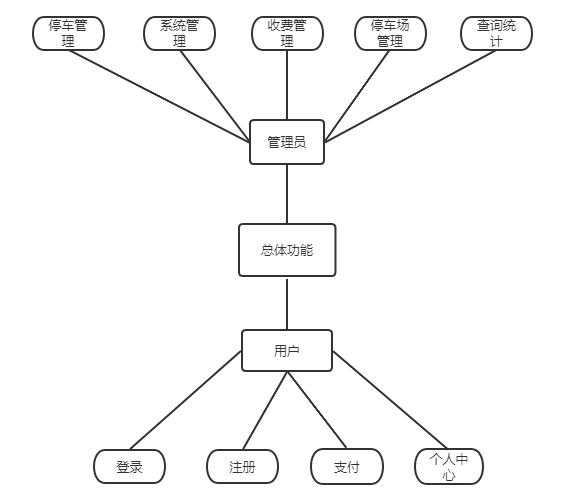 停车管
理
系统管
理
收费管
理
停车场
管理
查询统
计
管理员
总体功能
用户
登录
注册
支付
个人中
心